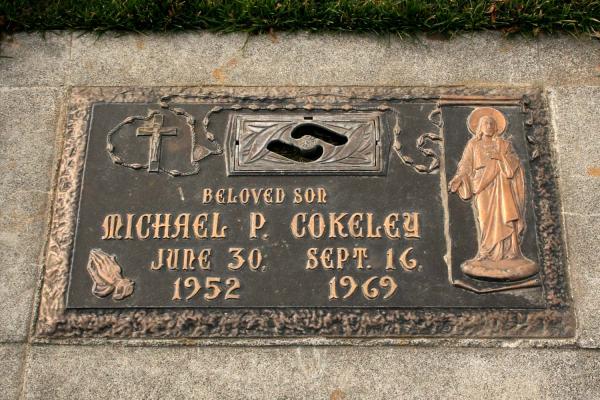 BELOVED SON
MICHAEL P. COKELEY
JUNE 30. SEPT. 16.
1952 1969